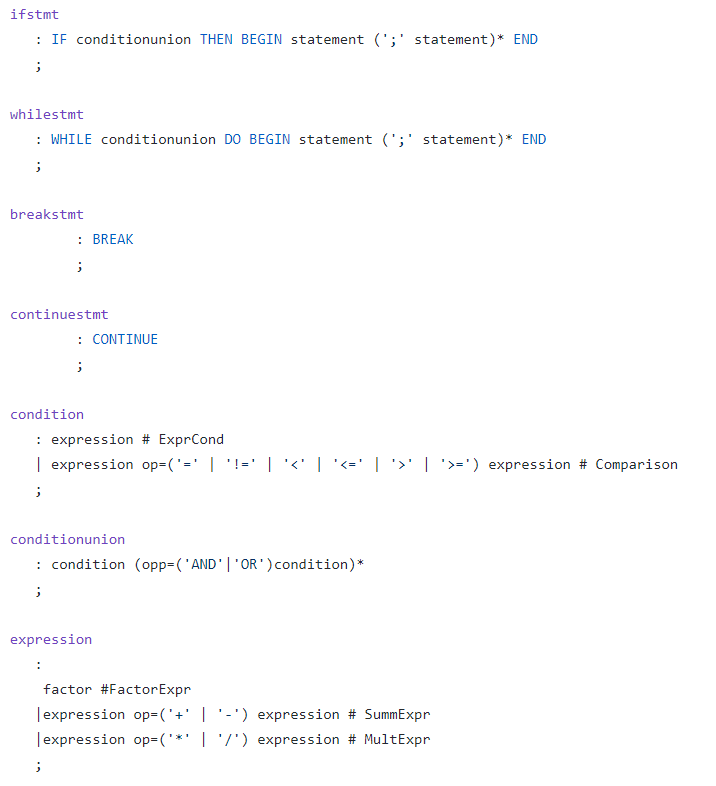 ifstmt
: IF conditionunion THEN BEGIN statement (';' statement)* END
;
whilestmt
: WHILE conditionunion DO BEGIN statement (';' statement)* END
;
breakstmt
: BREAK
;
continuestmt
: CONTINUE
;
condition
: expression # ExprCond
| expression op=('=' | '!=' | '<' | '<=' | '>' | '>=') expression # Comparison
;
conditionunion
: condition (opp=('AND'|'OR')condition)*
;
expression
:
factor #FactorExpr
|expression op=('+' | '-') expression # SummExpr
|expression op=('*' | '/') expression # MultExpr
;